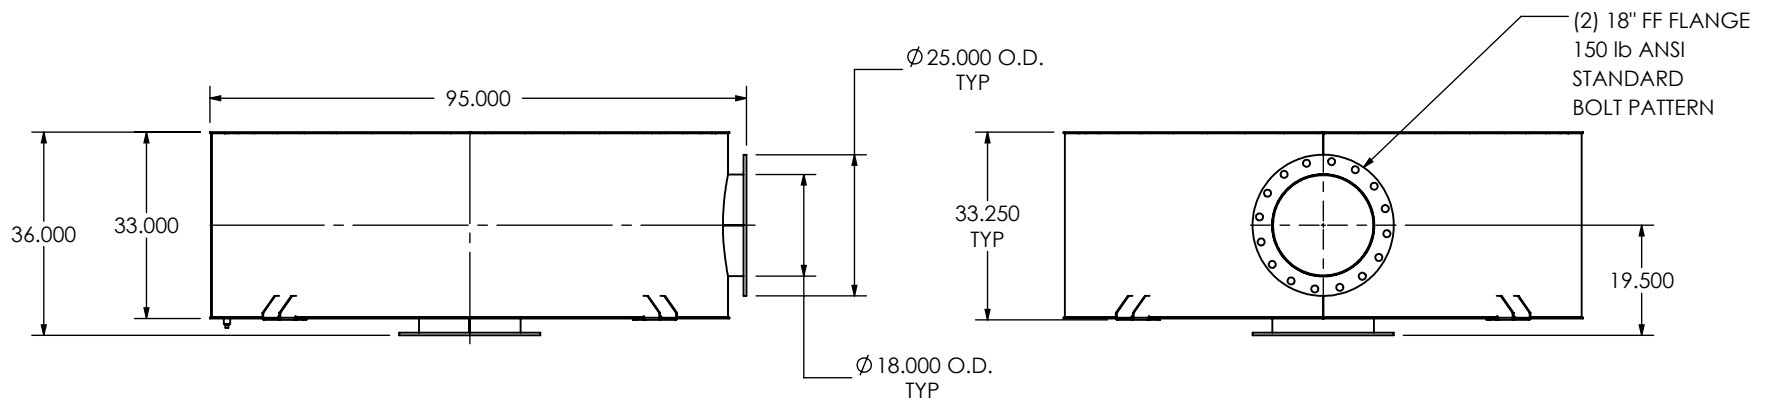 (2) 18" FF FLANGE
150 lb ANSI
STANDARD
BOLT PATTERN
Ø25.000 O.D.
TYP
95.000
36.000
33.000
33.250
TYP
19.500
Ø18.000 O.D.
TYP